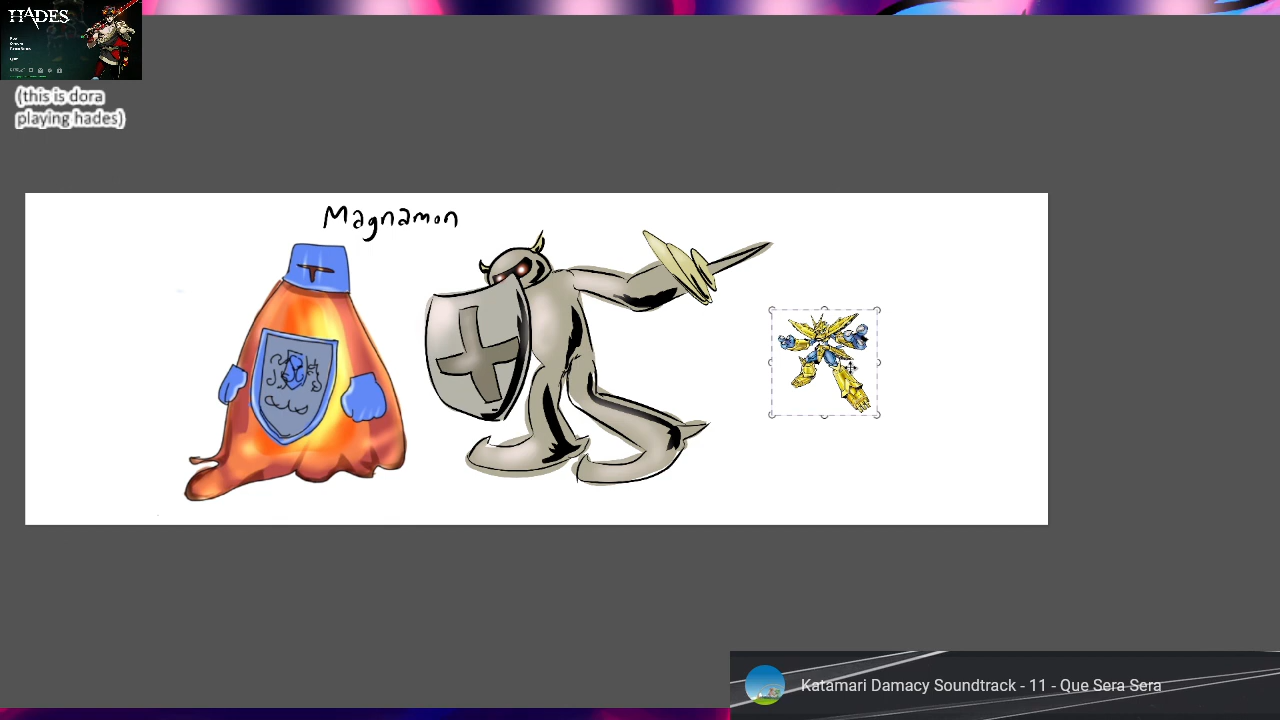 HADES
(this is dora
playing hades)
Magnamon
Katamari Damacy Soundtrack - 11 - Que Sera Sera